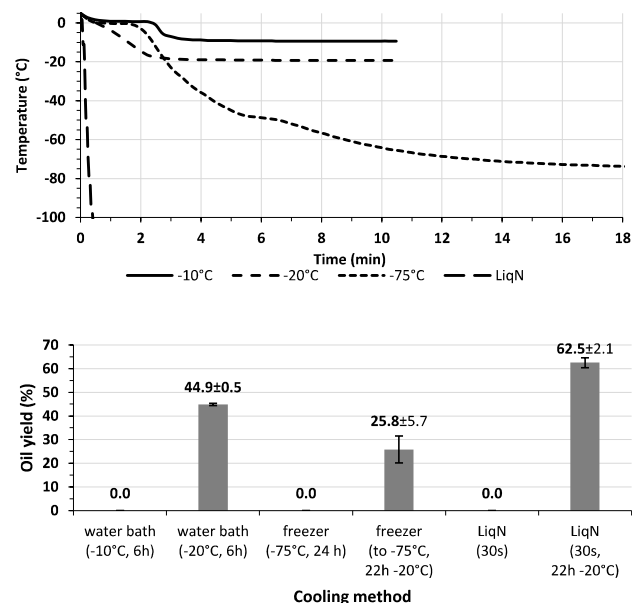 0
-20
-40
-60
-80
-100
Temperature (°C)
0 2 4 6 8 10 12 14 16 18
Time (min)
-10°C -20°C -75°C LiqN
70
60
50
40
30
20
10
0
Oil yield (%)
0.0
44.9±0.5
0.0
25.8±5.7
0.0
62.5±2.1
water bath
(-10°C, 6h)
water bath
(-20°C, 6h)
freezer
(-75°C, 24 h)
freezer
(to -75°C,
22h -20°C)
LiqN
(30s)
LiqN
(30s,
22h -20°C)
Cooling method